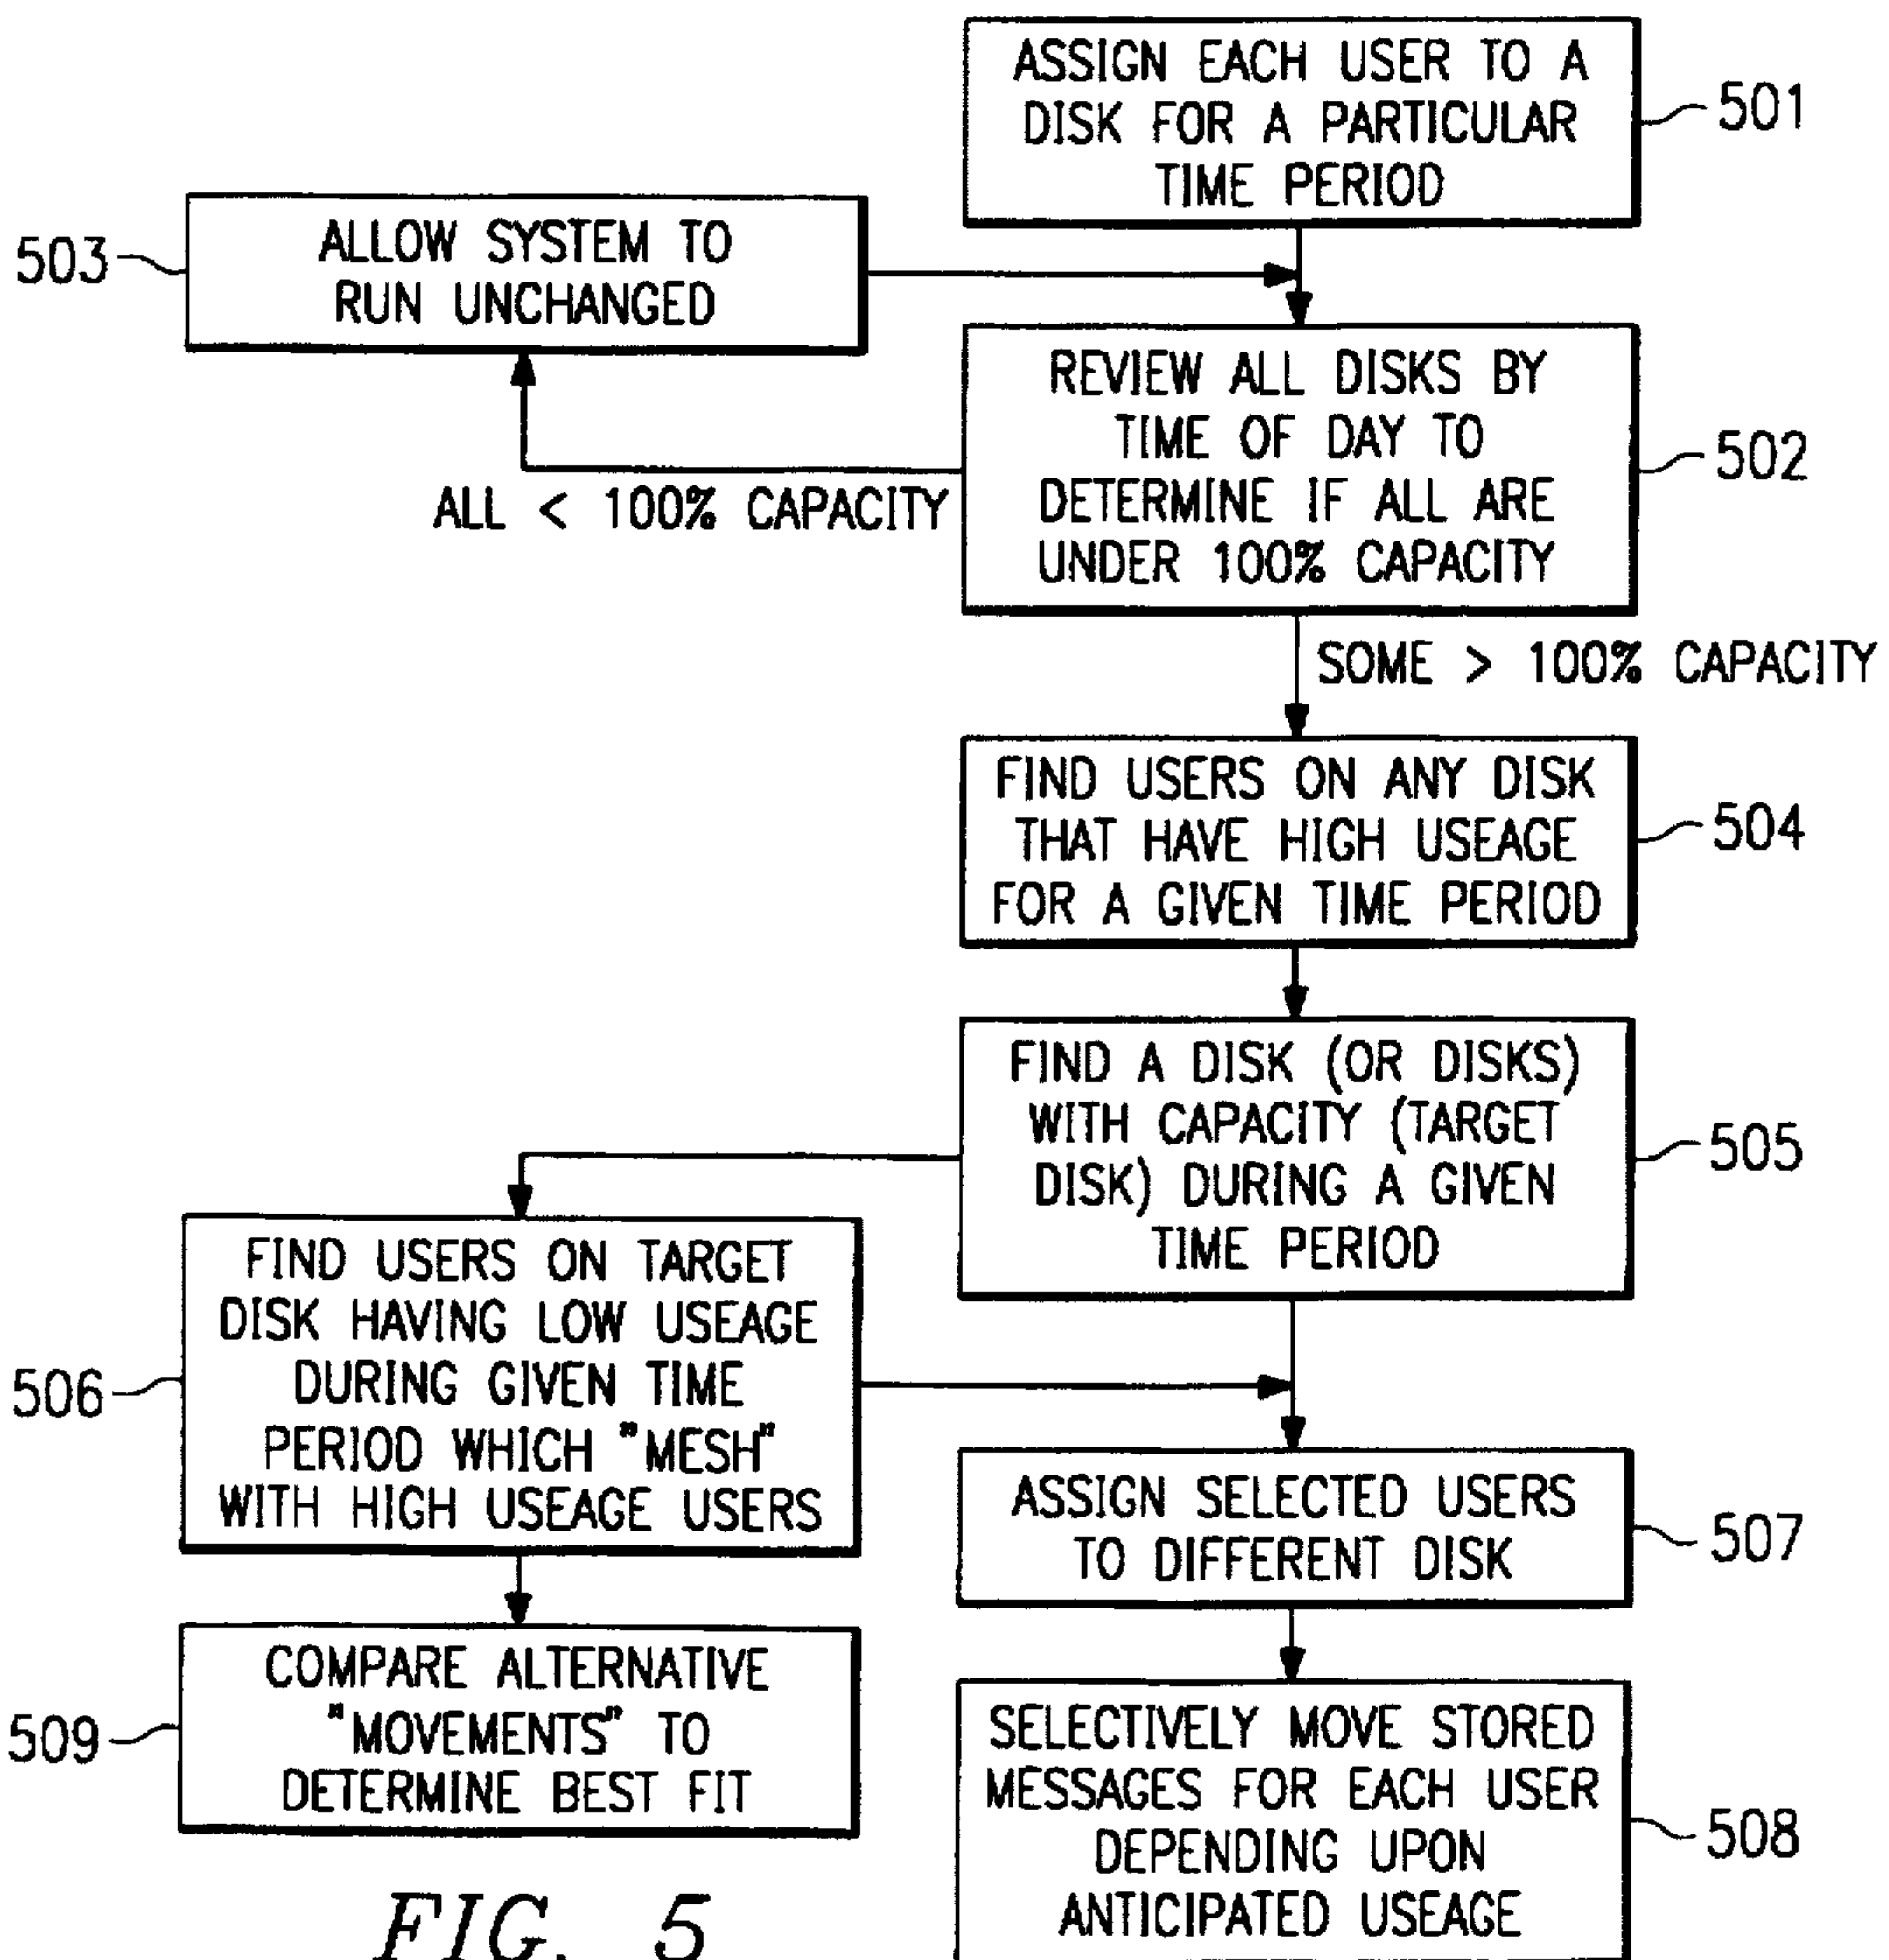 ASSIGN EACH USER TO A
DISK FOR A PARTICULAR
TIME PERIOD
501
503
ALLOW SYSTEM TO
RUN UNCHANGED
REVIEW ALL DISKS BY
TIME OF DAY TO
DETERMINE IF ALL ARE
UNDER 100% CAPACITY
502
ALL < 100% CAPACITY
SOME > 100% CAPACITY
FIND USERS ON ANY DISK
THAT HAVE HIGH USEAGE
FOR A GIVEN TIME PERIOD
504
FIND A DISK (OR DISKS)
WITH CAPACITY (TARGET
DISK) DURING A GIVEN
TIME PERIOD
505
506
FIND USERS ON TARGET
DISK HAVING LOW USEAGE
DURING GIVEN TIME
PERIOD WHICH "MESH"
WITH HIGH USEAGE USERS
ASSIGN SELECTED USERS
TO DIFFERENT DISK
507
509
COMPARE ALTERNATIVE
"MOVEMENTS" TO
DETERMINE BEST FIT
SELECTIVELY MOVE STORED
MESSAGES FOR EACH USER
DEPENDING UPON
ANTICIPATED USEAGE
508
FIG. 5